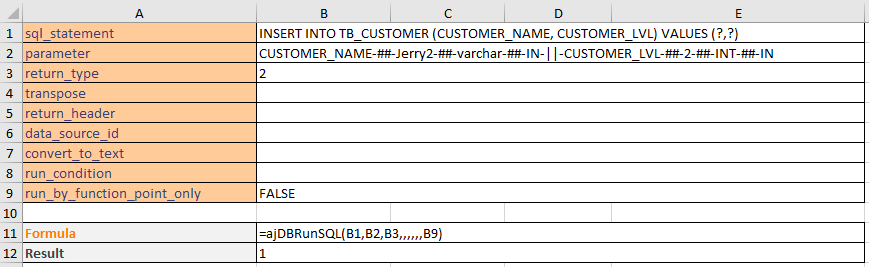 A B C D E
1 sql_statement INSERT INTO TB_CUSTOMER (CUSTOMER_NAME, CUSTOMER_LVL) VALUES (?,?)
2 parameter CUSTOMER_NAME-##-Jerry2-##-varchar-##-IN-||-CUSTOMER_LVL-##-2-##-INT-##-IN
3 return_type 2
4 transpose
5 return_header
6 data_source_id
7 convert_to_text
8 run_condition
9 run_by_function_point_only FALSE
10
11 Formula =ajDBRunSQL(B1,B2,B3,,,,,,B9)
12 Result 1